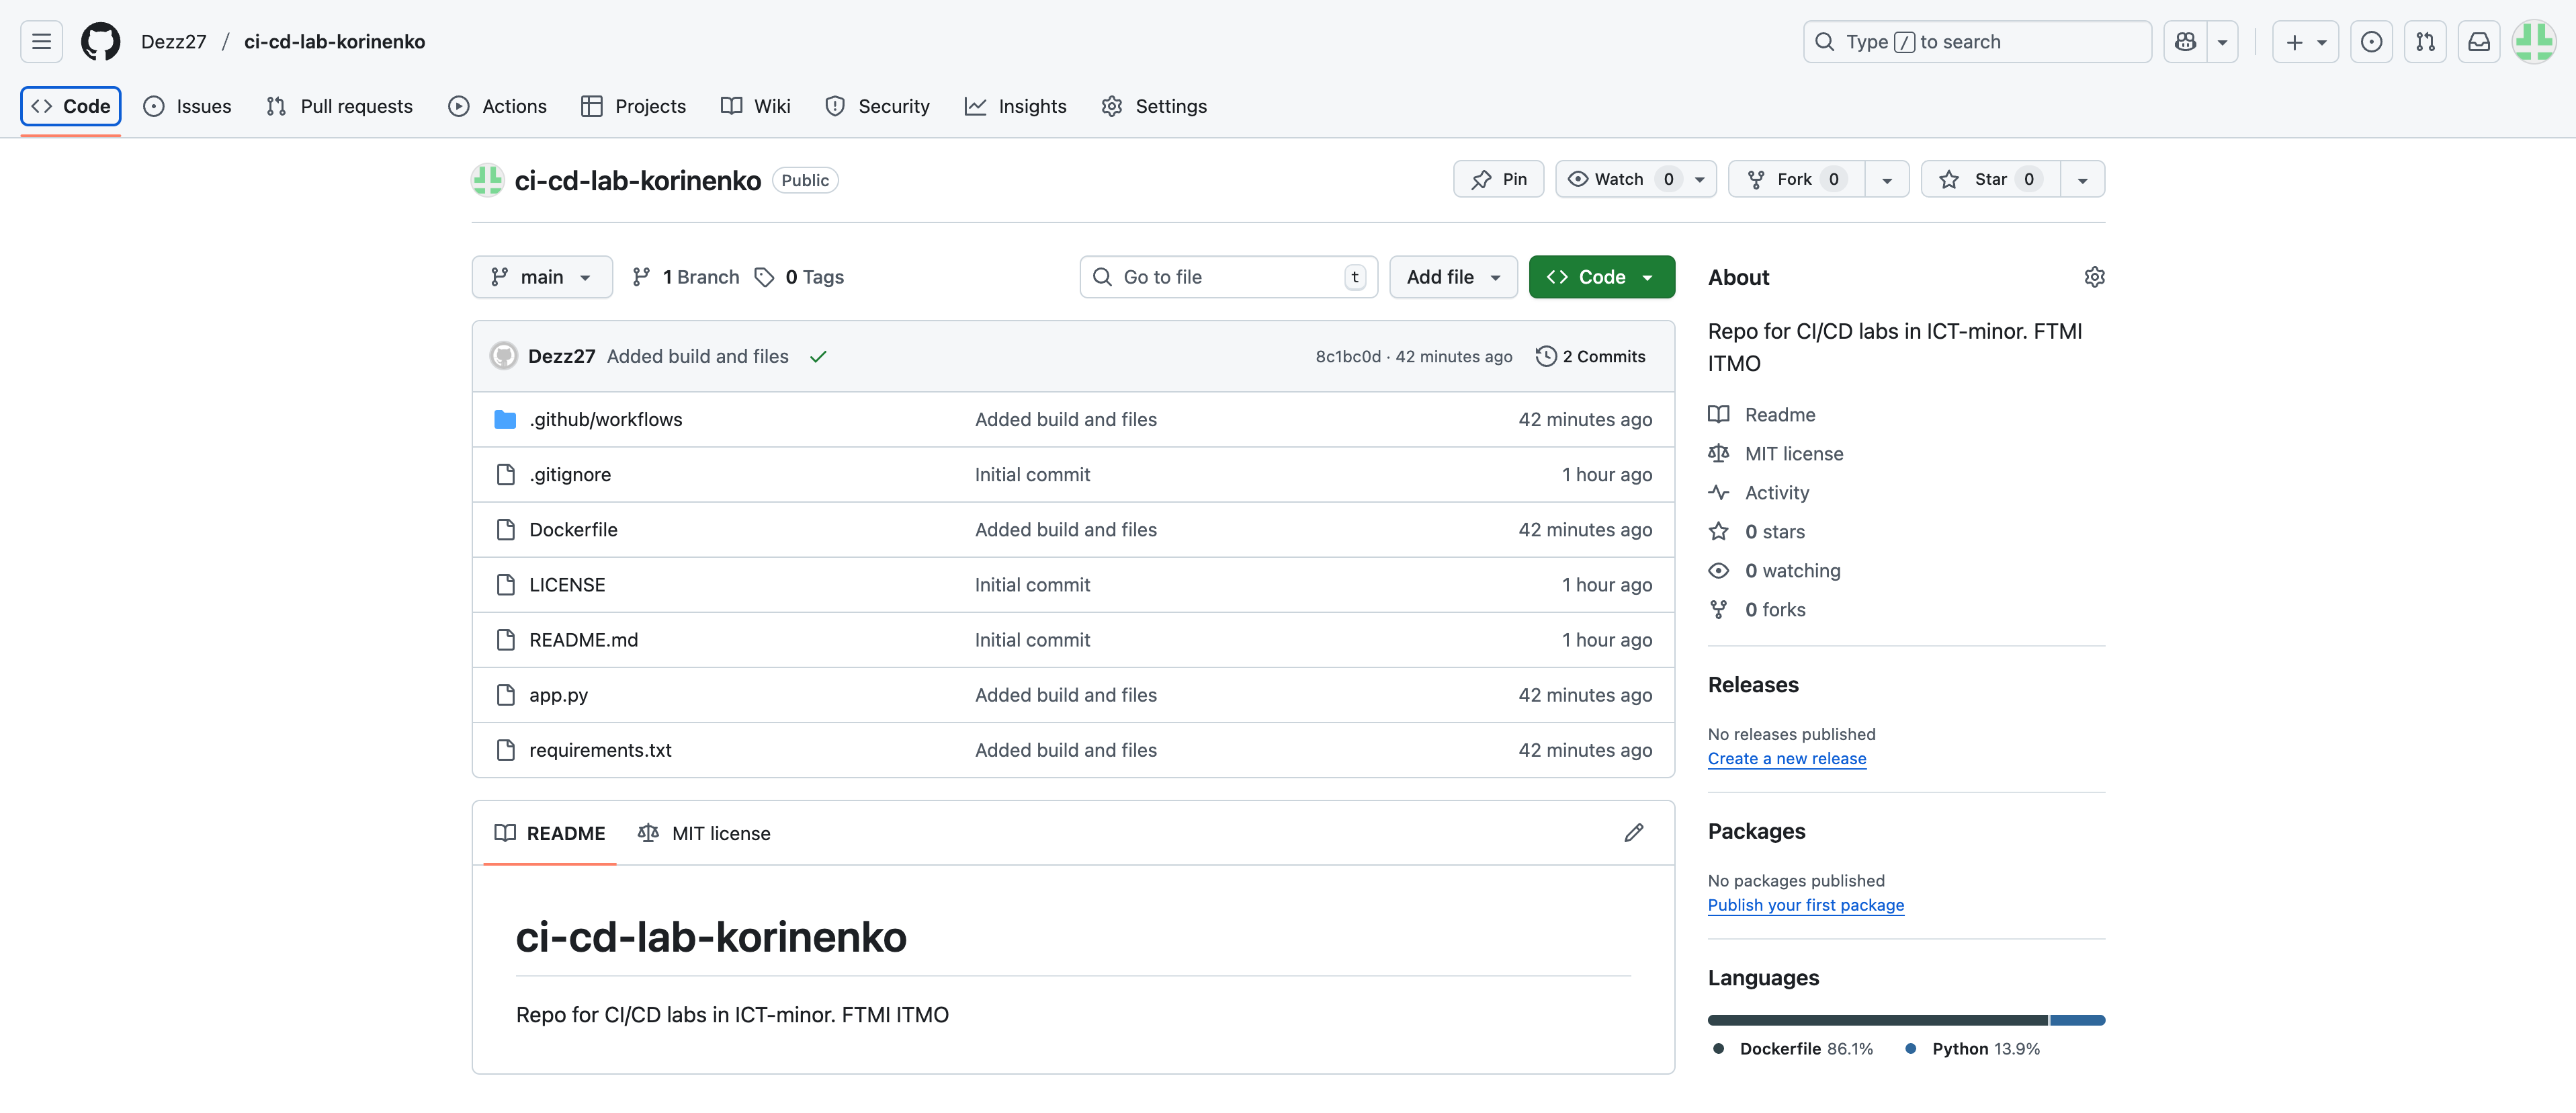 Dezz27 / ci-cd-lab-korinenko
Type / to search
Code Issues Pull requests Actions Projects Wiki Security Insights Settings
ci-cd-lab-korinenko Public
Pin Watch 0 Fork 0 Star 0
main 1 Branch 0 Tags
Go to file t Add file Code
Dezz27 Added build and files 8c1bc0d · 42 minutes ago 2 Commits
.github/workflows Added build and files 42 minutes ago
.gitignore Initial commit 1 hour ago
Dockerfile Added build and files 42 minutes ago
LICENSE Initial commit 1 hour ago
README.md Initial commit 1 hour ago
app.py Added build and files 42 minutes ago
requirements.txt Added build and files 42 minutes ago
README MIT license
ci-cd-lab-korinenko
Repo for CI/CD labs in ICT-minor. FTMI ITMO
About
Repo for CI/CD labs in ICT-minor. FTMI
ITMO
Readme
MIT license
Activity
0 stars
0 watching
0 forks
Releases
No releases published
Create a new release
Packages
No packages published
Publish your first package
Languages
Dockerfile 86.1% Python 13.9%